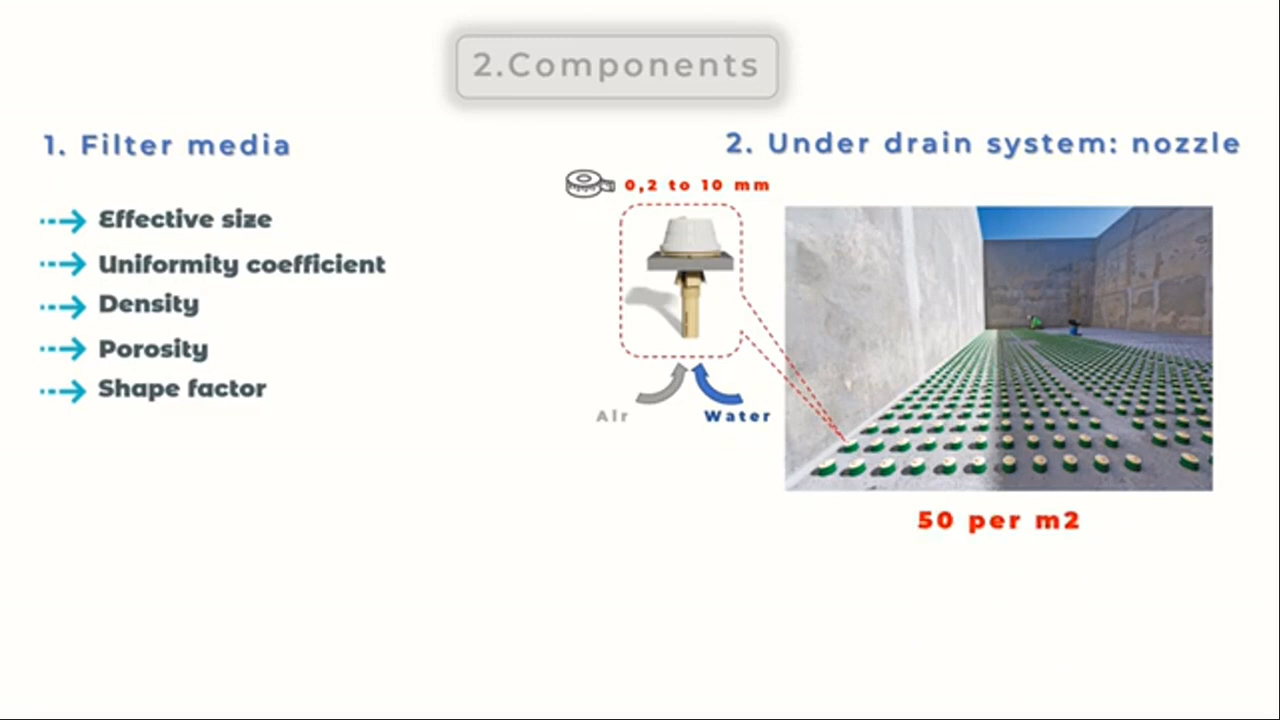 2.Components
1. Filter media
Effective size
Uniformity coefficient
Density
Porosity
Shape factor
2. Under drain system: nozzle
0,2 to 10 mm
Air
Water
50 per m2